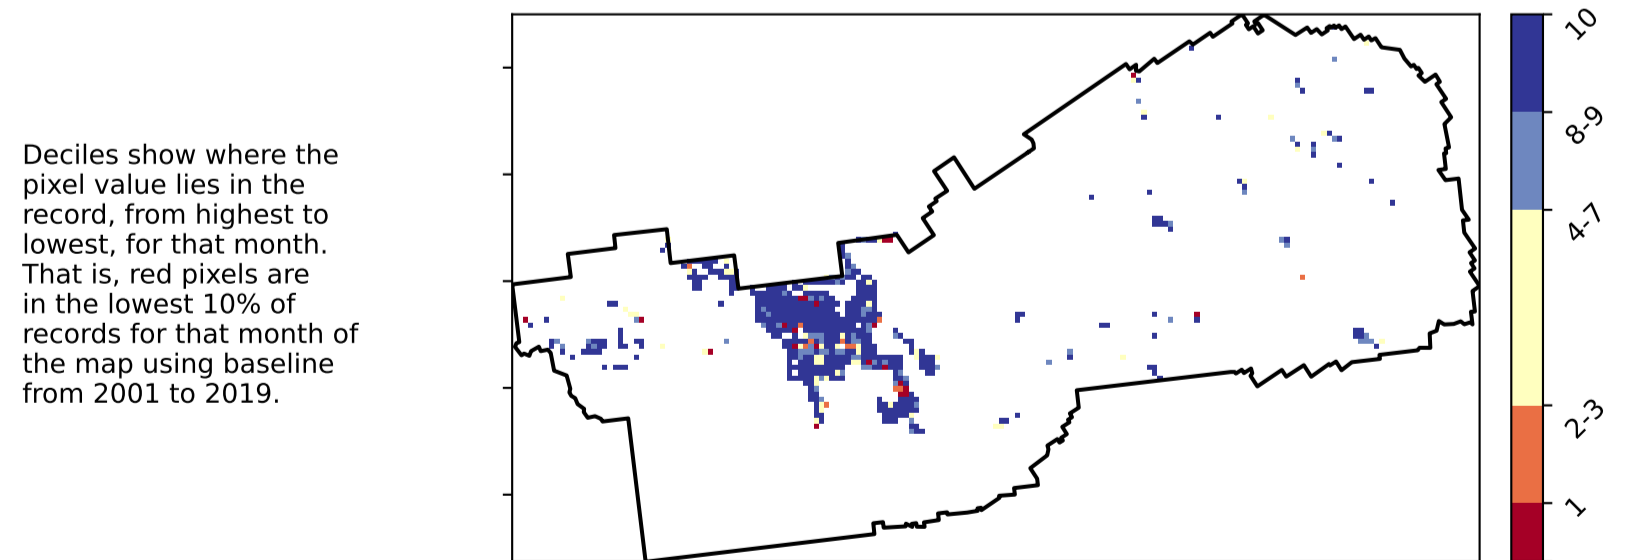 Deciles show where the
pixel value lies in the
record, from highest to
lowest, for that month.
That is, red pixels are
in the lowest 10% of
records for that month of
the map using baseline
from 2001 to 2019.
10
8-9
4-7
2-3
1